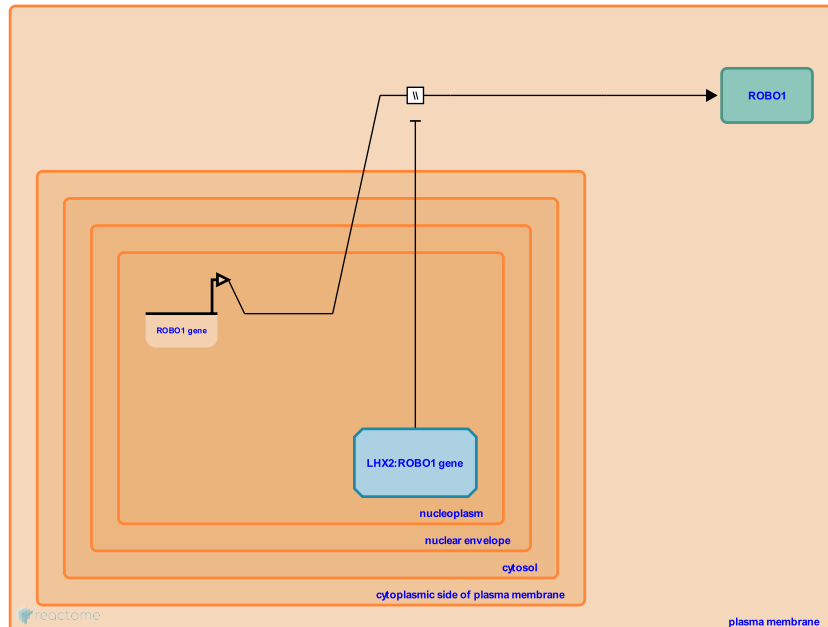 \\
ROBO1
ROBO1 gene
LHX2:ROBO1 gene
nucleoplasm
nuclear envelope
cytosol
cytoplasmic side of plasma membrane
reactome
plasma membrane